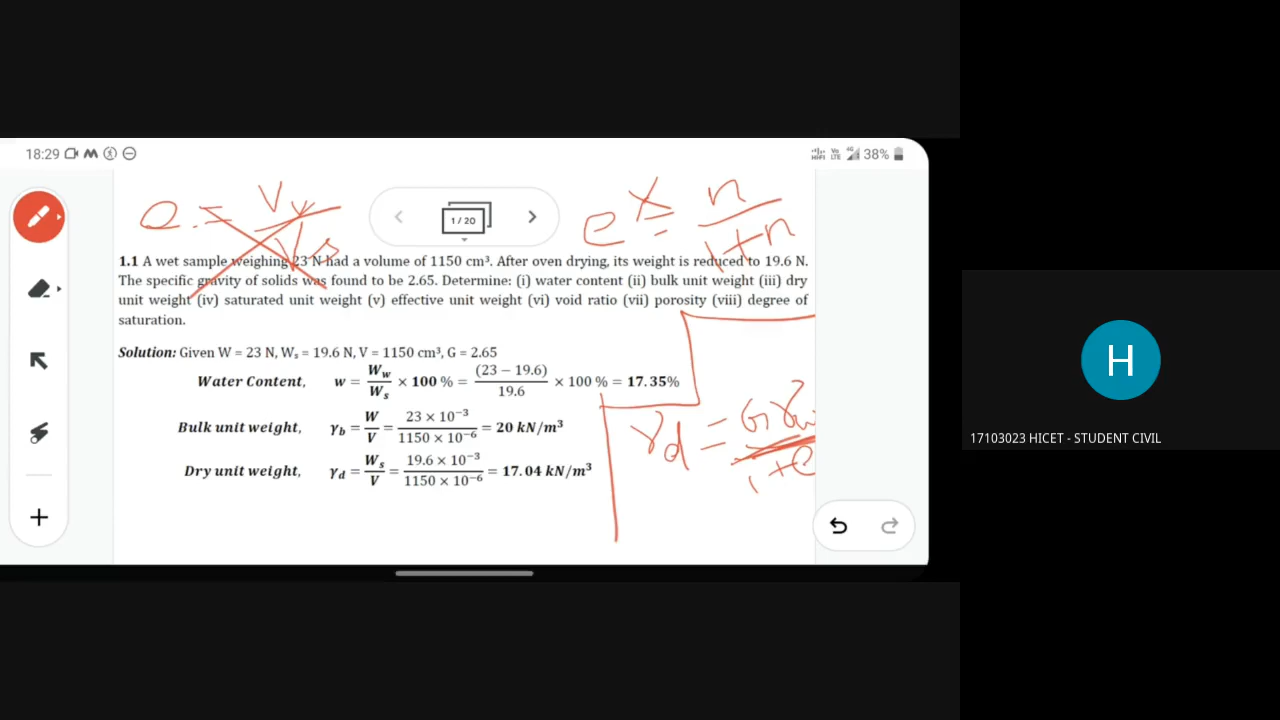 18:29
38%
e = Vv/Vs
1 / 20
e = n/1+n
1.1 A wet sample weighing 23 N had a volume of 1150 cm³. After oven drying, its weight is reduced to 19.6 N.
The specific gravity of solids was found to be 2.65. Determine: (i) water content (ii) bulk unit weight (iii) dry
unit weight (iv) saturated unit weight (v) effective unit weight (vi) void ratio (vii) porosity (viii) degree of
saturation.
Solution: Given W = 23 N, Wₛ = 19.6 N, V = 1150 cm³, G = 2.65
Water Content, w = Ww/Ws × 100 % = (23 − 19.6)/19.6 × 100 % = 17.35%
Bulk unit weight, γb = W/V = 23 × 10⁻³/1150 × 10⁻⁶ = 20 kN/m³
γd = Gγw/1+e
Dry unit weight, γd = Ws/V = 19.6 × 10⁻³/1150 × 10⁻⁶ = 17.04 kN/m³
H
17103023 HICET - STUDENT CIVIL